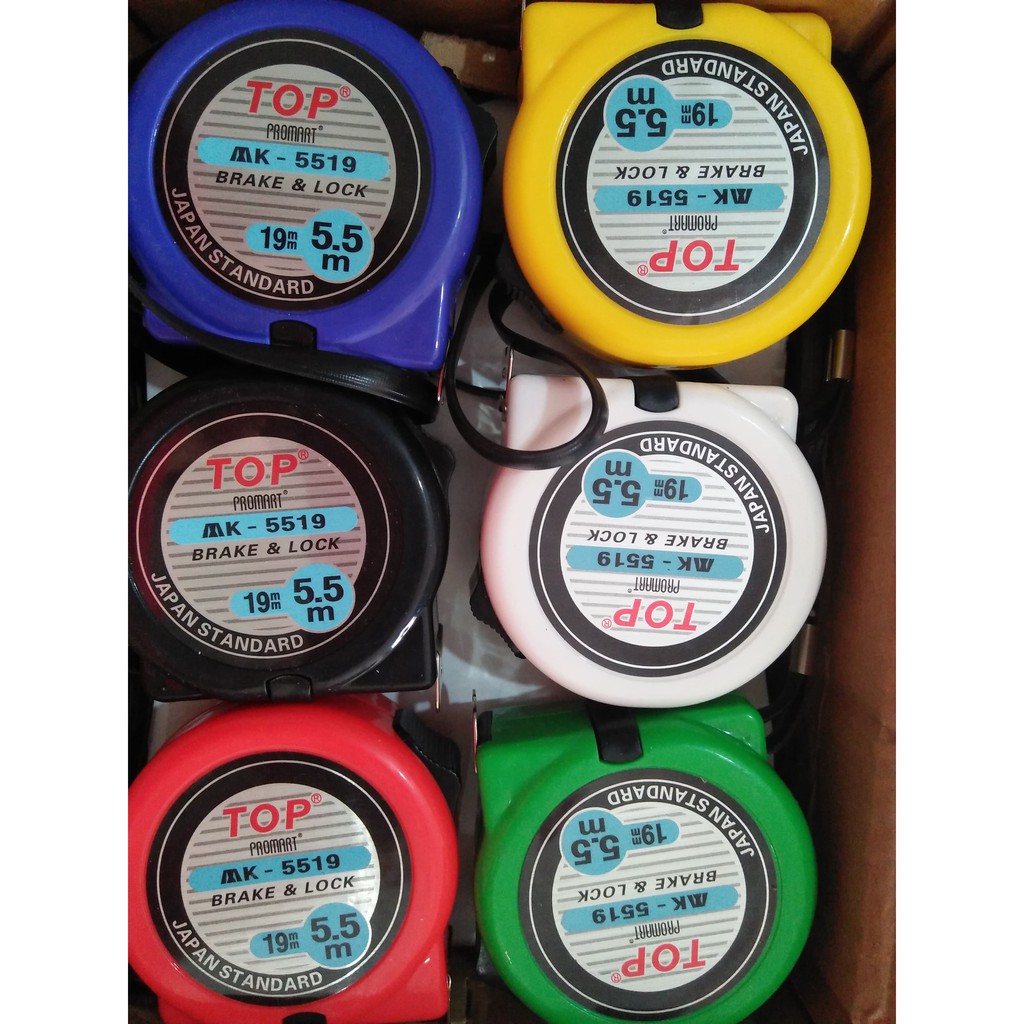 TOP®
PROMART®
MK - 5519
BRAKE & LOCK
19mm 5.5m
JAPAN STANDARD
TOP®
PROMART®
MK - 5519
BRAKE & LOCK
19mm 5.5m
JAPAN STANDARD
TOP®
PROMART®
MK - 5519
BRAKE & LOCK
19mm 5.5m
JAPAN STANDARD
TOP®
PROMART®
MK - 5519
BRAKE & LOCK
19mm 5.5m
JAPAN STANDARD
TOP®
PROMART®
MK - 5519
BRAKE & LOCK
19mm 5.5m
JAPAN STANDARD
TOP®
PROMART®
MK - 5519
BRAKE & LOCK
19mm 5.5m
JAPAN STANDARD